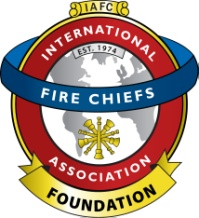 IAFC
INTERNATIONAL
EST. 1974
FIRE CHIEFS
ASSOCIATION
FOUNDATION